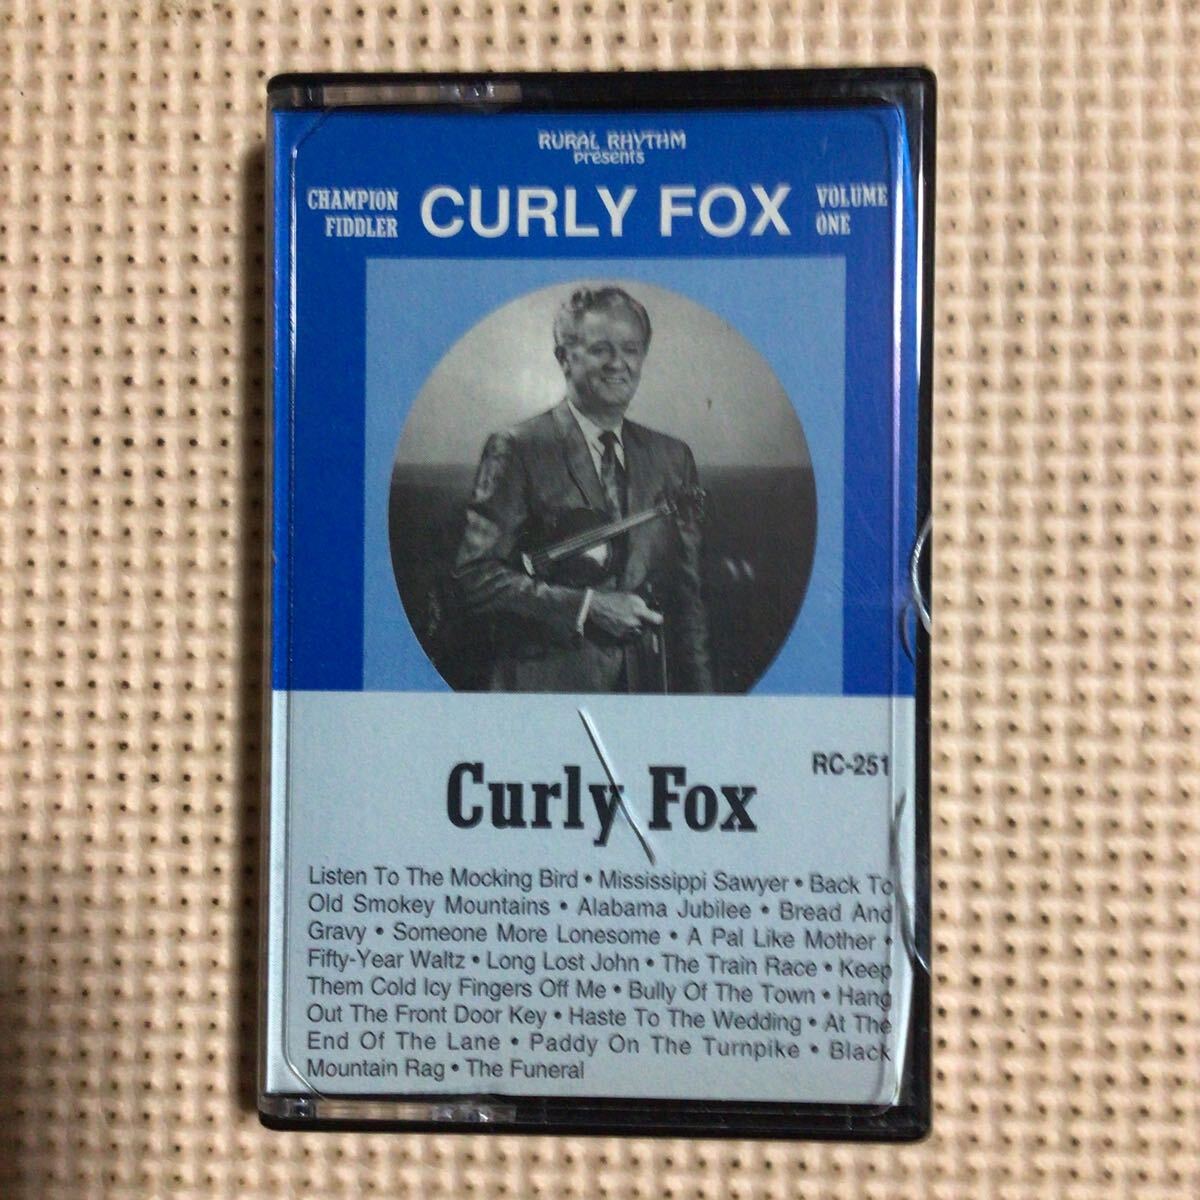 RURAL RHYTHM
presents
CHAMPION FIDDLER
CURLY FOX
VOLUME ONE
RC-251
Curly Fox
Listen To The Mocking Bird • Mississippi Sawyer • Back To
Old Smokey Mountains • Alabama Jubilee • Bread And
Gravy • Someone More Lonesome • A Pal Like Mother •
Fifty-Year Waltz • Long Lost John • The Train Race • Keep
Them Cold Icy Fingers Off Me • Bully Of The Town • Hang
Out The Front Door Key • Haste To The Wedding • At The
End Of The Lane • Paddy On The Turnpike • Black
Mountain Rag • The Funeral